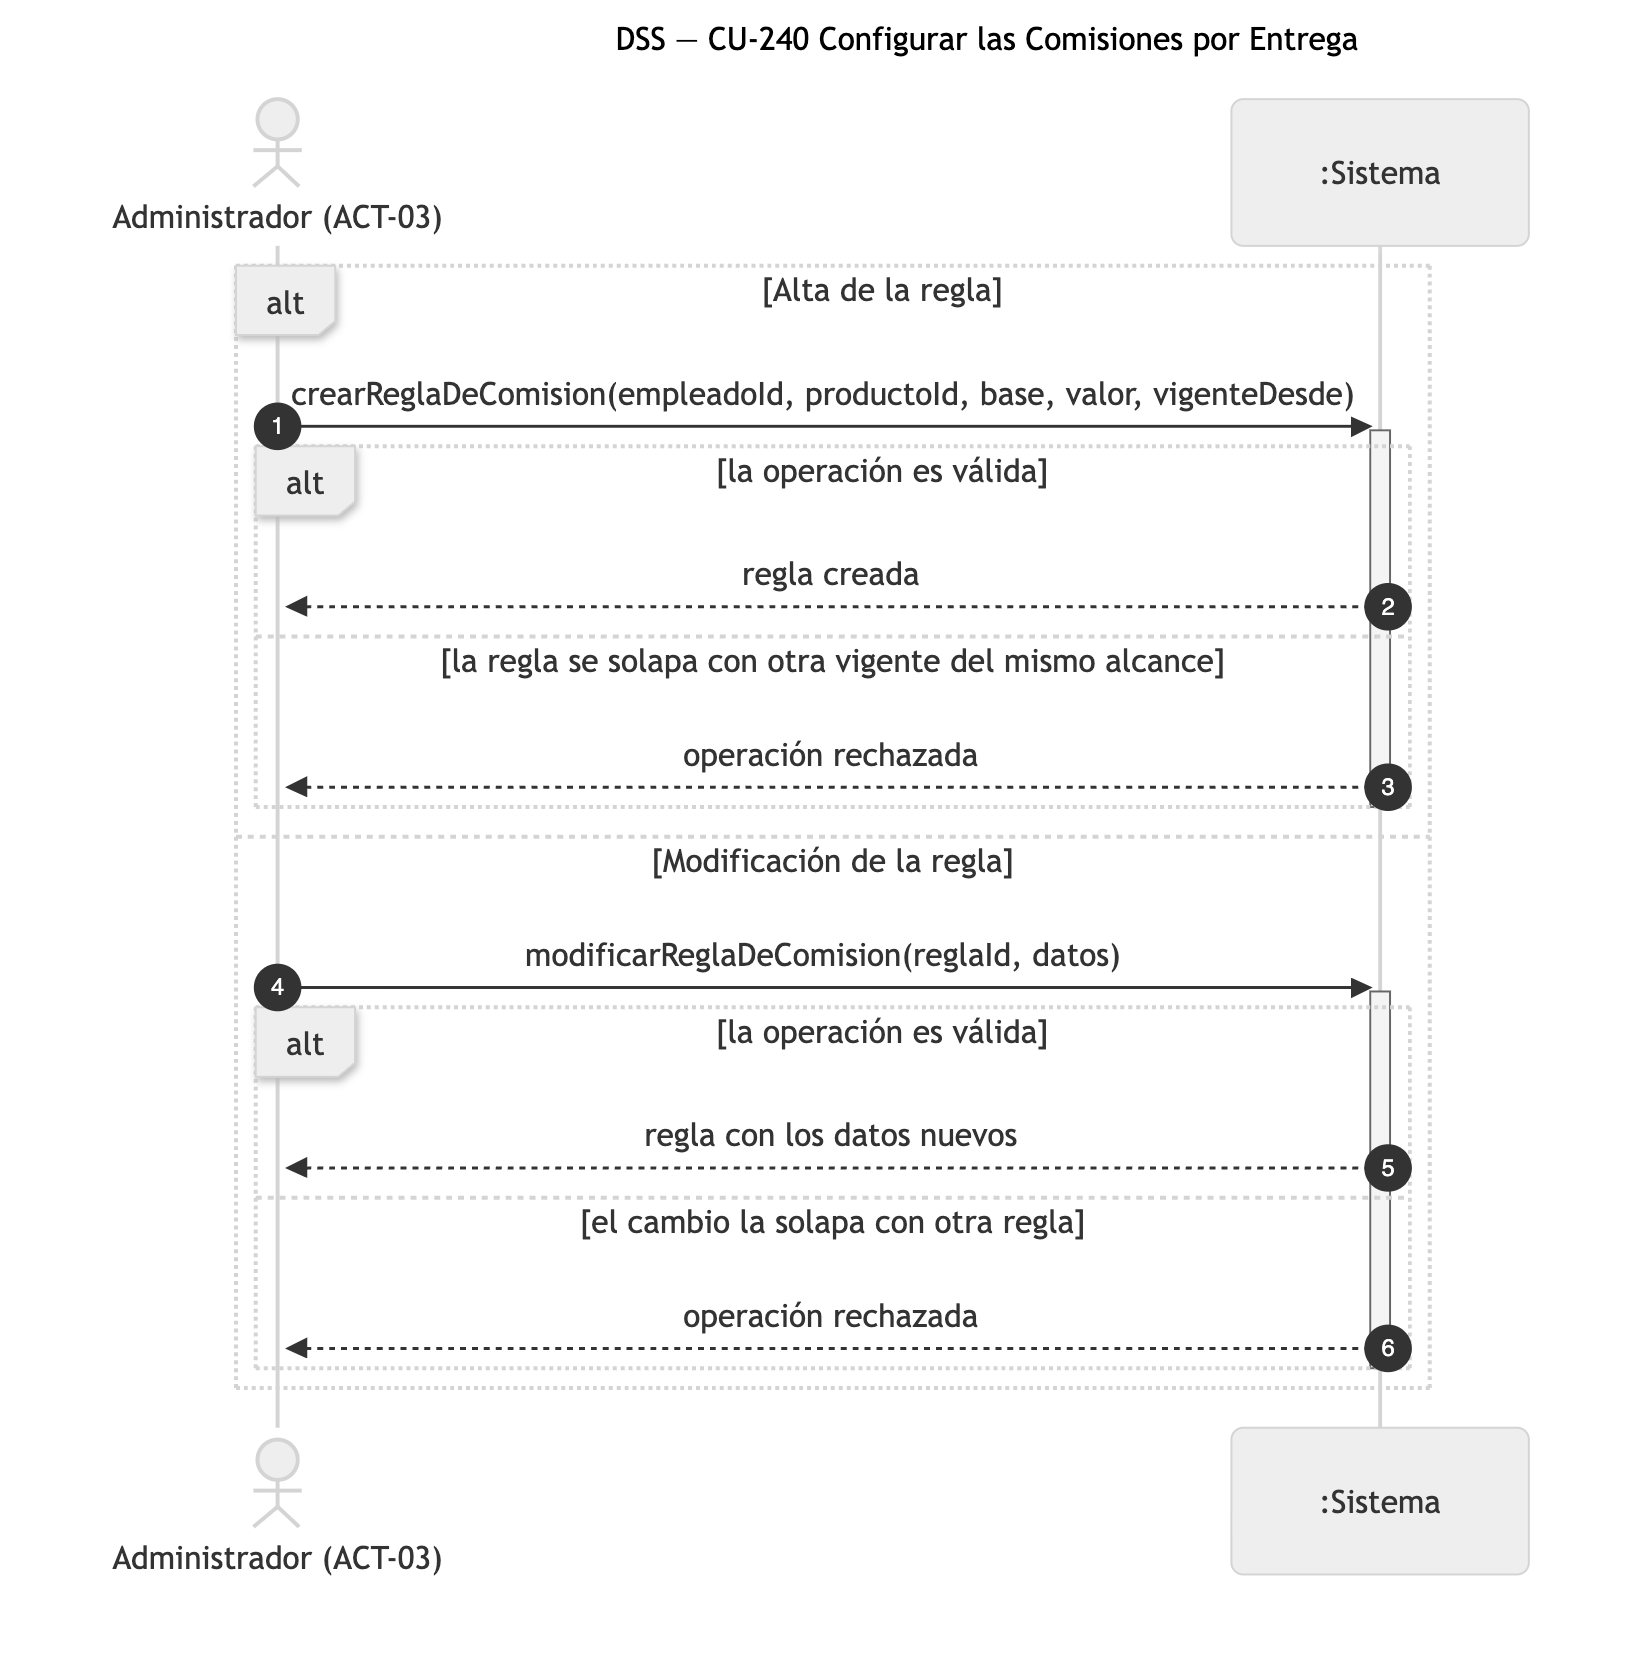 DSS — CU-240 Configurar las Comisiones por Entrega
Administrador (ACT-03)
:Sistema
alt
[Alta de la regla]
crearReglaDeComision(empleadoId, productoId, base, valor, vigenteDesde)
1
alt
[la operación es válida]
regla creada
2
[la regla se solapa con otra vigente del mismo alcance]
operación rechazada
3
[Modificación de la regla]
modificarReglaDeComision(reglaId, datos)
4
alt
[la operación es válida]
regla con los datos nuevos
5
[el cambio la solapa con otra regla]
operación rechazada
6
Administrador (ACT-03)
:Sistema